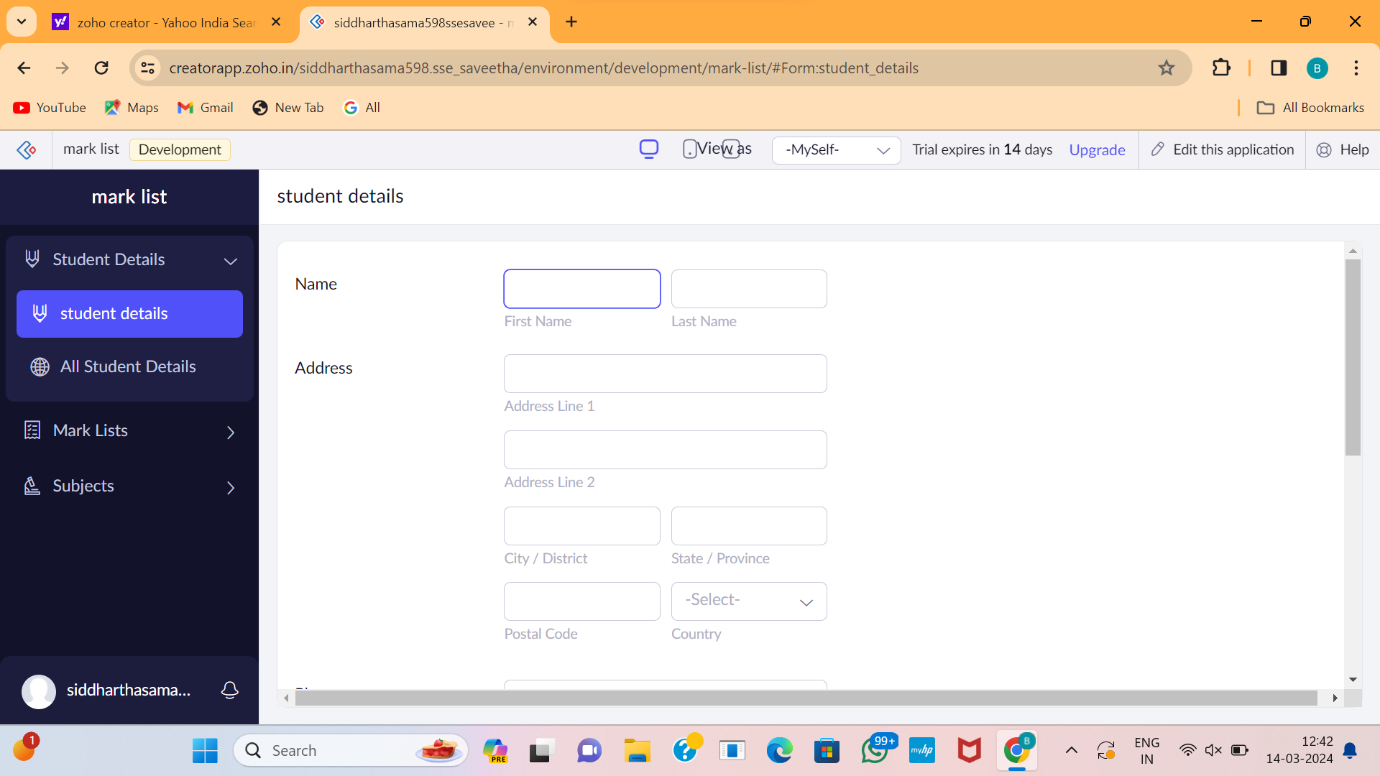 zoho creator - Yahoo India Sear
siddharthasama598ssesavee - m
creatorapp.zoho.in/siddharthasama598.sse_saveetha/environment/development/mark-list/#Form:student_details
B
YouTube
Maps
Gmail
New Tab
All
All Bookmarks
mark list
Development
View as
-MySelf-
Trial expires in 14 days
Upgrade
Edit this application
Help
mark list
student details
Student Details
student details
All Student Details
Mark Lists
Subjects
siddharthasama...
Name
First Name
Last Name
Address
Address Line 1
Address Line 2
City / District
State / Province
Postal Code
-Select-
Country
1
Search
PRE
99+
myhp
B
ENG
IN
12:42
14-03-2024